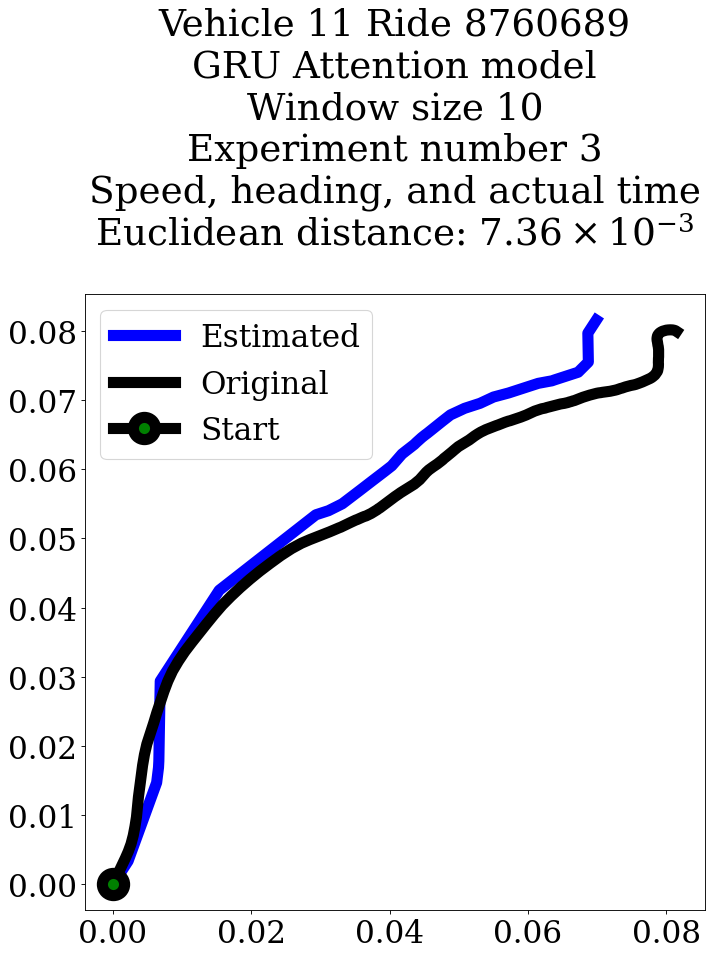 Vehicle 11 Ride 8760689
GRU Attention model
Window size 10
Experiment number 3
Speed, heading, and actual time
Euclidean distance: 7.36 × 10⁻³
Estimated
Original
Start
0.08
0.07
0.06
0.05
0.04
0.03
0.02
0.01
0.00
0.00 0.02 0.04 0.06 0.08